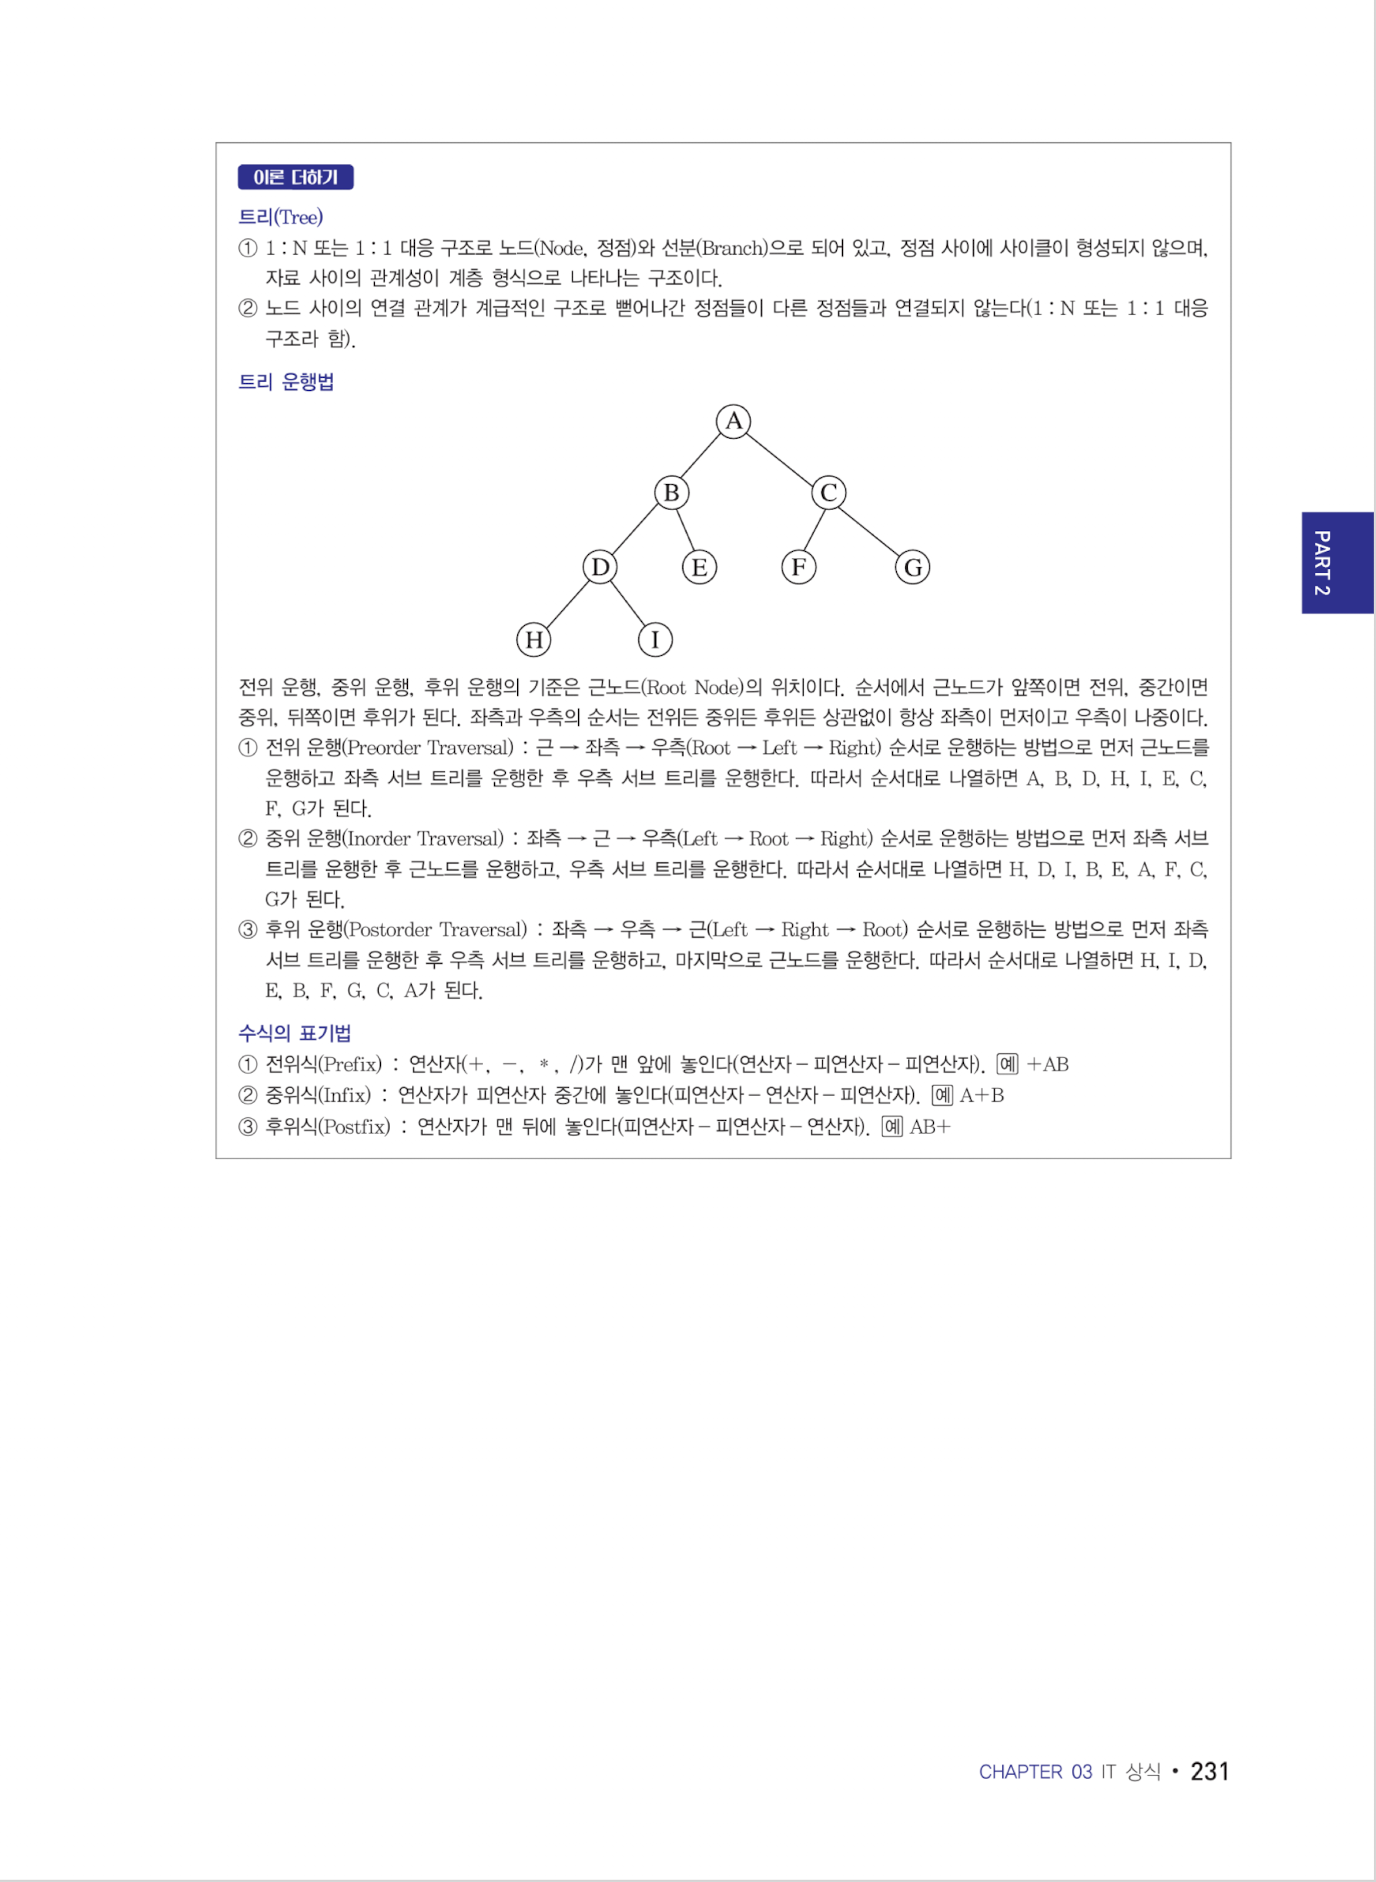 이론 더하기
트리(Tree)
① 1 : N 또는 1 : 1 대응 구조로 노드(Node, 정점)와 선분(Branch)으로 되어 있고, 정점 사이에 사이클이 형성되지 않으며,
자료 사이의 관계성이 계층 형식으로 나타나는 구조이다.
② 노드 사이의 연결 관계가 계급적인 구조로 뻗어나간 정점들이 다른 정점들과 연결되지 않는다(1 : N 또는 1 : 1 대응
구조라 함).
트리 운행법
A
B C
D E F G
H I
전위 운행, 중위 운행, 후위 운행의 기준은 근노드(Root Node)의 위치이다. 순서에서 근노드가 앞쪽이면 전위, 중간이면
중위, 뒤쪽이면 후위가 된다. 좌측과 우측의 순서는 전위든 중위든 후위든 상관없이 항상 좌측이 먼저이고 우측이 나중이다.
① 전위 운행(Preorder Traversal) : 근 → 좌측 → 우측(Root → Left → Right) 순서로 운행하는 방법으로 먼저 근노드를
운행하고 좌측 서브 트리를 운행한 후 우측 서브 트리를 운행한다. 따라서 순서대로 나열하면 A, B, D, H, I, E, C,
F, G가 된다.
② 중위 운행(Inorder Traversal) : 좌측 → 근 → 우측(Left → Root → Right) 순서로 운행하는 방법으로 먼저 좌측 서브
트리를 운행한 후 근노드를 운행하고, 우측 서브 트리를 운행한다. 따라서 순서대로 나열하면 H, D, I, B, E, A, F, C,
G가 된다.
③ 후위 운행(Postorder Traversal) : 좌측 → 우측 → 근(Left → Right → Root) 순서로 운행하는 방법으로 먼저 좌측
서브 트리를 운행한 후 우측 서브 트리를 운행하고, 마지막으로 근노드를 운행한다. 따라서 순서대로 나열하면 H, I, D,
E, B, F, G, C, A가 된다.
수식의 표기법
① 전위식(Prefix) : 연산자(+, −, *, /)가 맨 앞에 놓인다(연산자 − 피연산자 − 피연산자). 예 +AB
② 중위식(Infix) : 연산자가 피연산자 중간에 놓인다(피연산자 − 연산자 − 피연산자). 예 A+B
③ 후위식(Postfix) : 연산자가 맨 뒤에 놓인다(피연산자 − 피연산자 − 연산자). 예 AB+
PART 2
CHAPTER 03 IT 상식 • 231